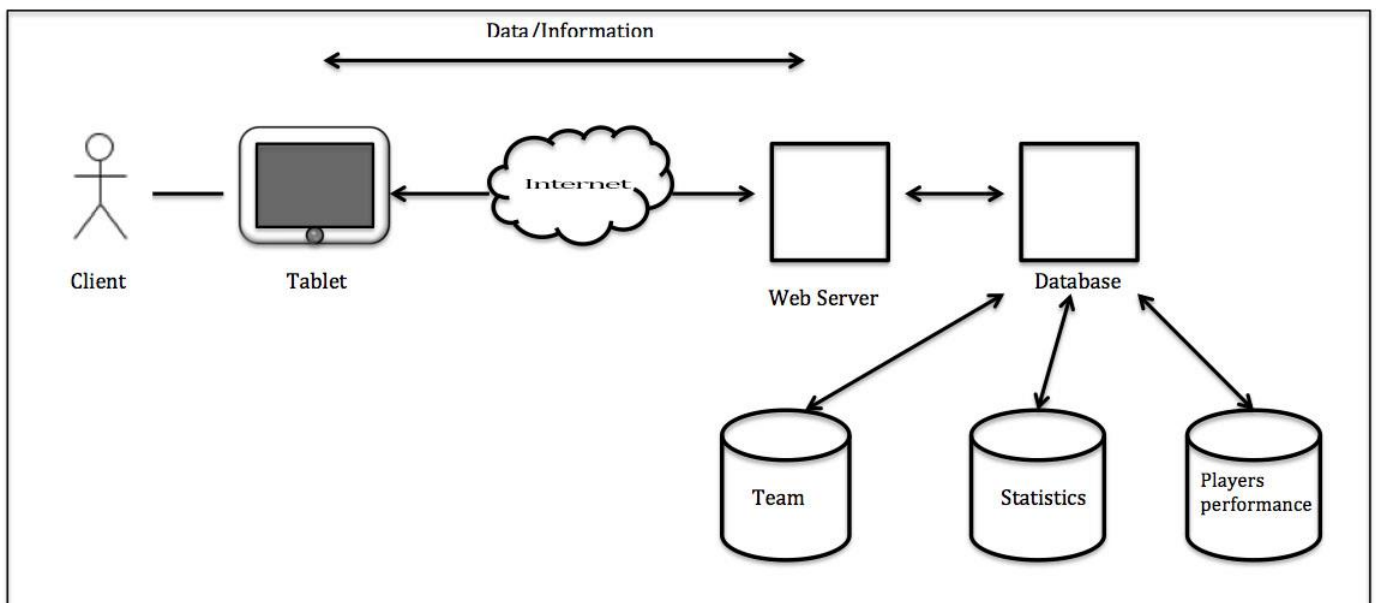 Data/Information
Internet
Client
Tablet
Web Server
Database
Team
Statistics
Players
performance